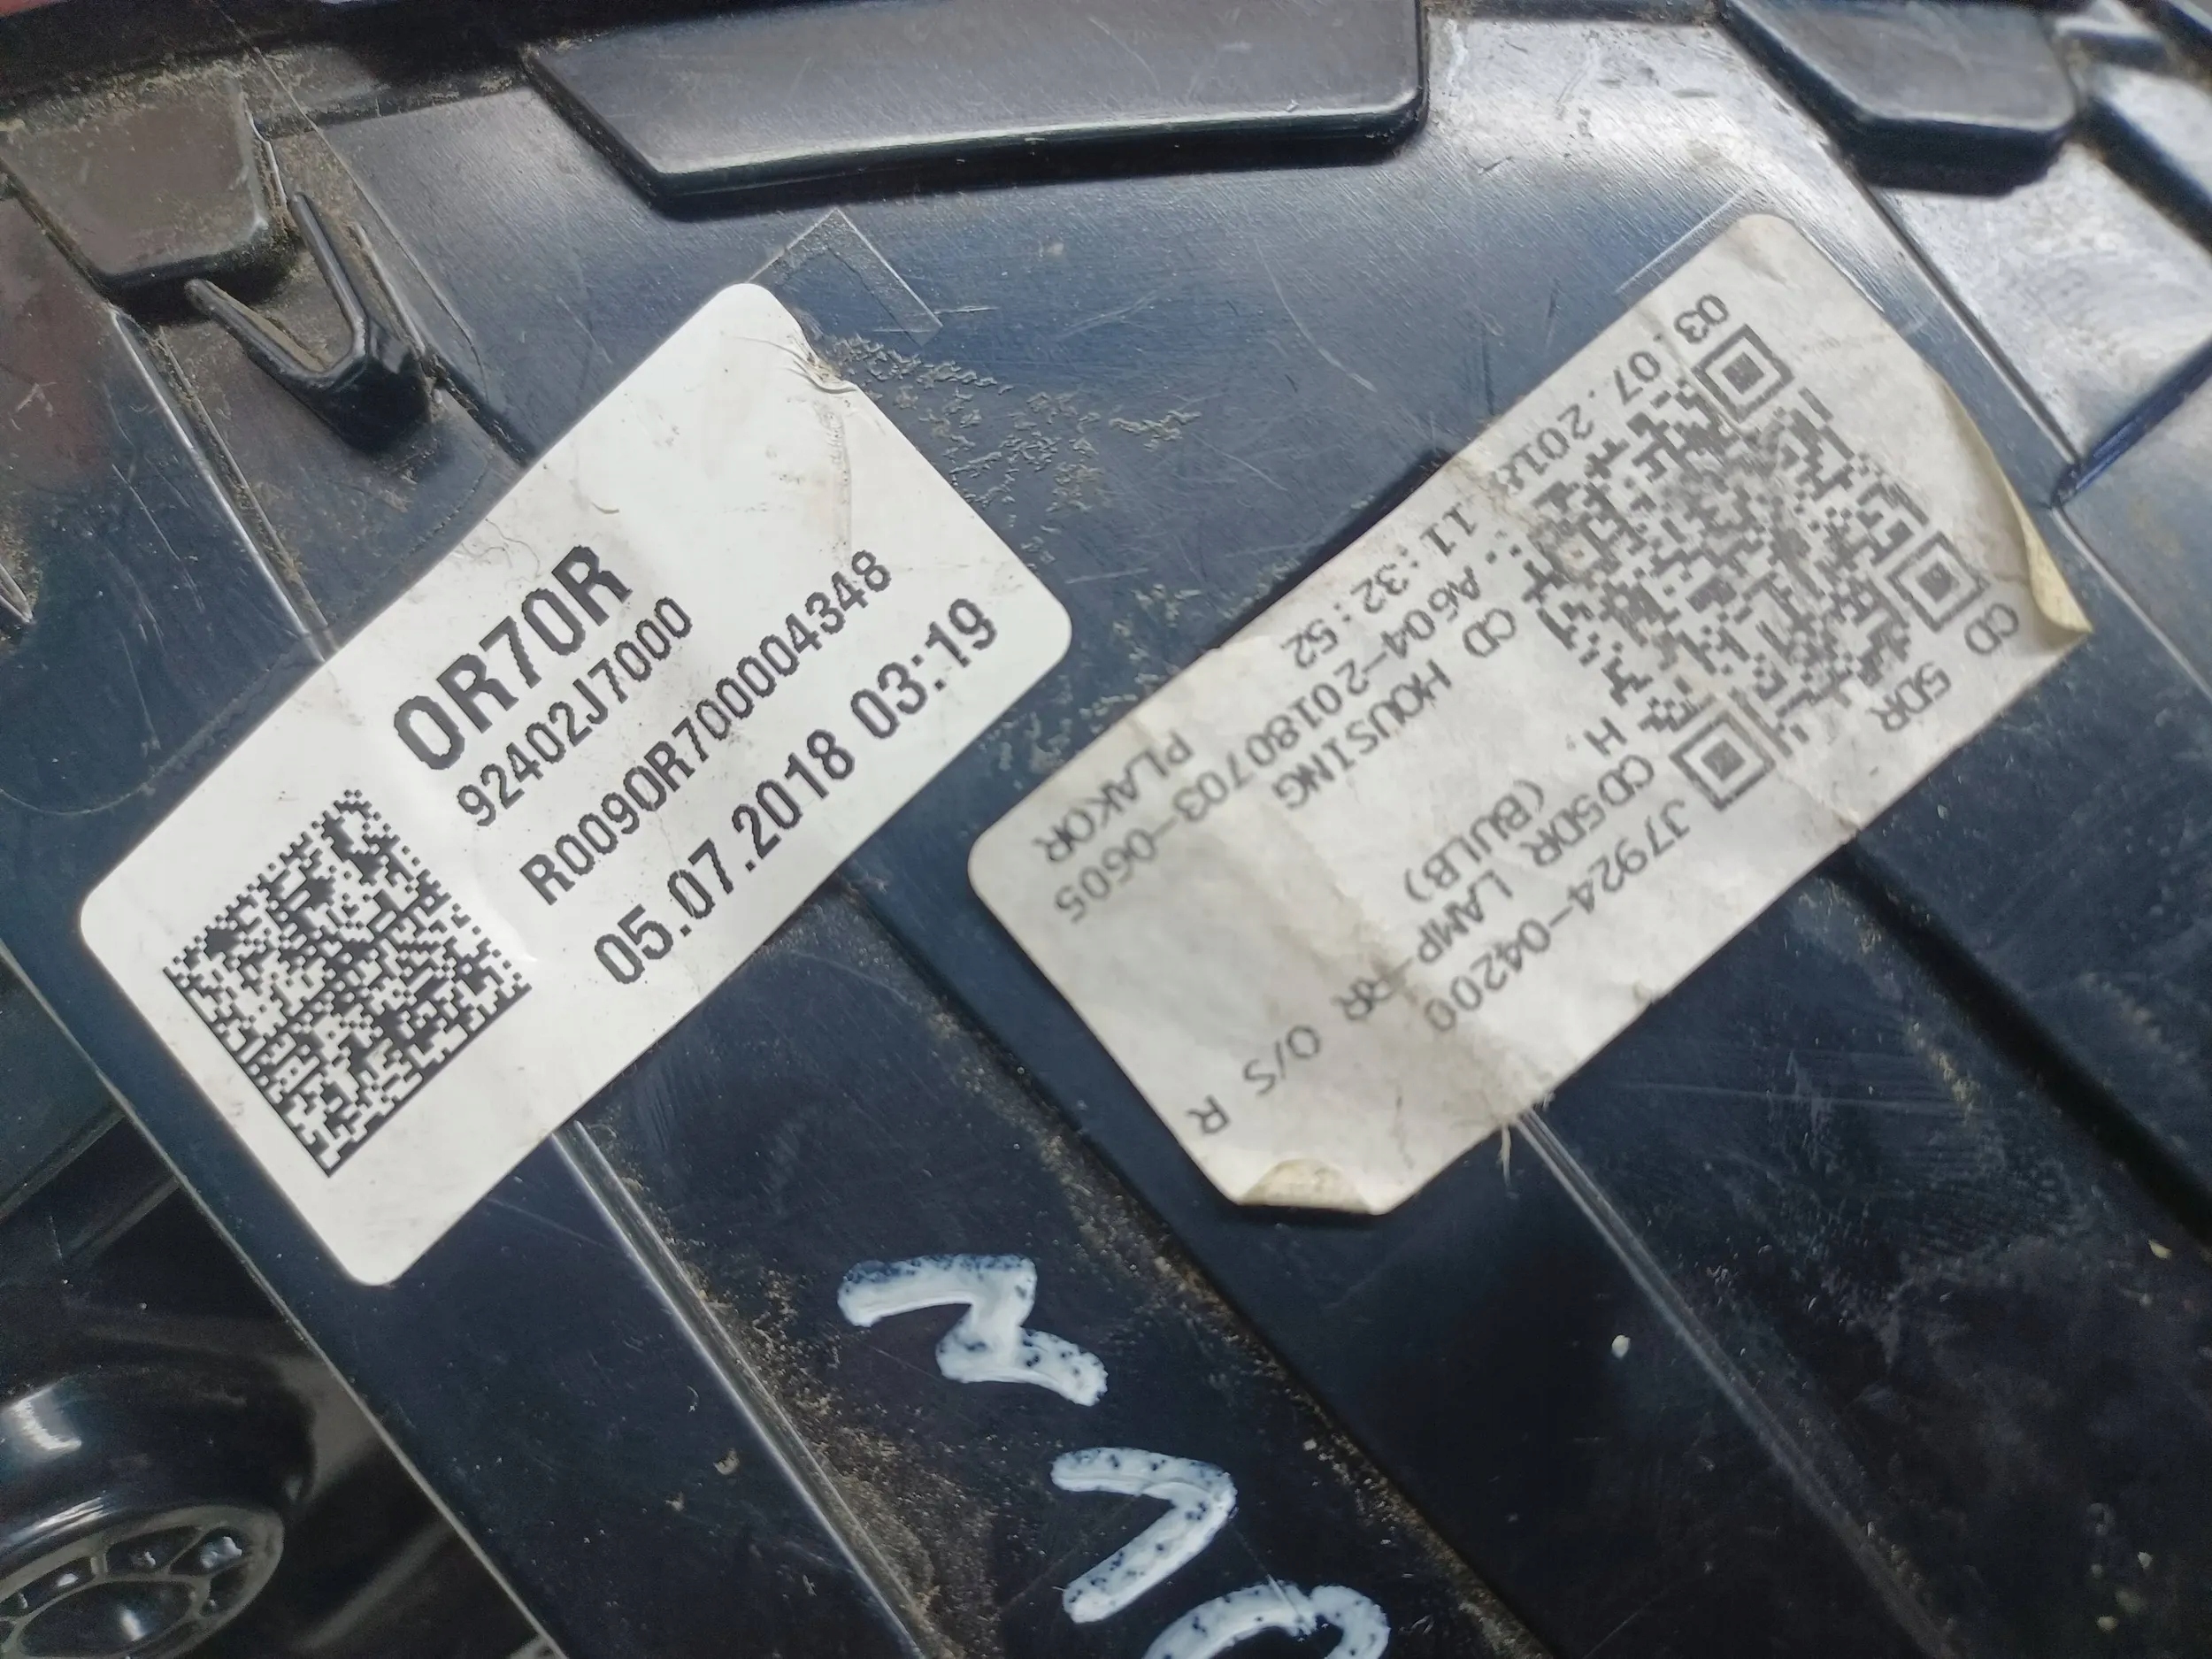 0R70R
92402J7000
R0090R700004348
05.07.2018 03:19
CD 5DR
J7924-04200
CD5DR LAMP-RR O/S R
H (BULB)
CD HOUSING
A604-20180703-0605
03.07.2018 11:32:52 PLAKOR